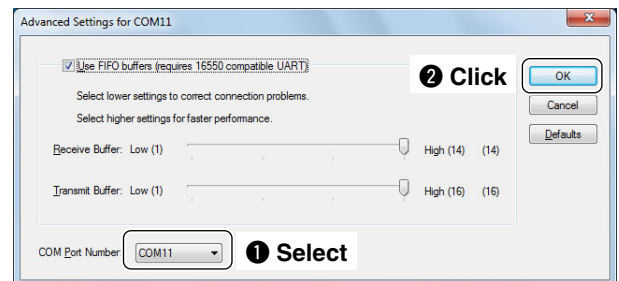 Advanced Settings for COM11
Use FIFO buffers (requires 16550 compatible UART)
❷ Click
OK
Select lower settings to correct connection problems.
Cancel
Select higher settings for faster performance.
Defaults
Receive Buffer: Low (1) High (14) (14)
Transmit Buffer: Low (1) High (16) (16)
COM Port Number: COM11 ❶ Select